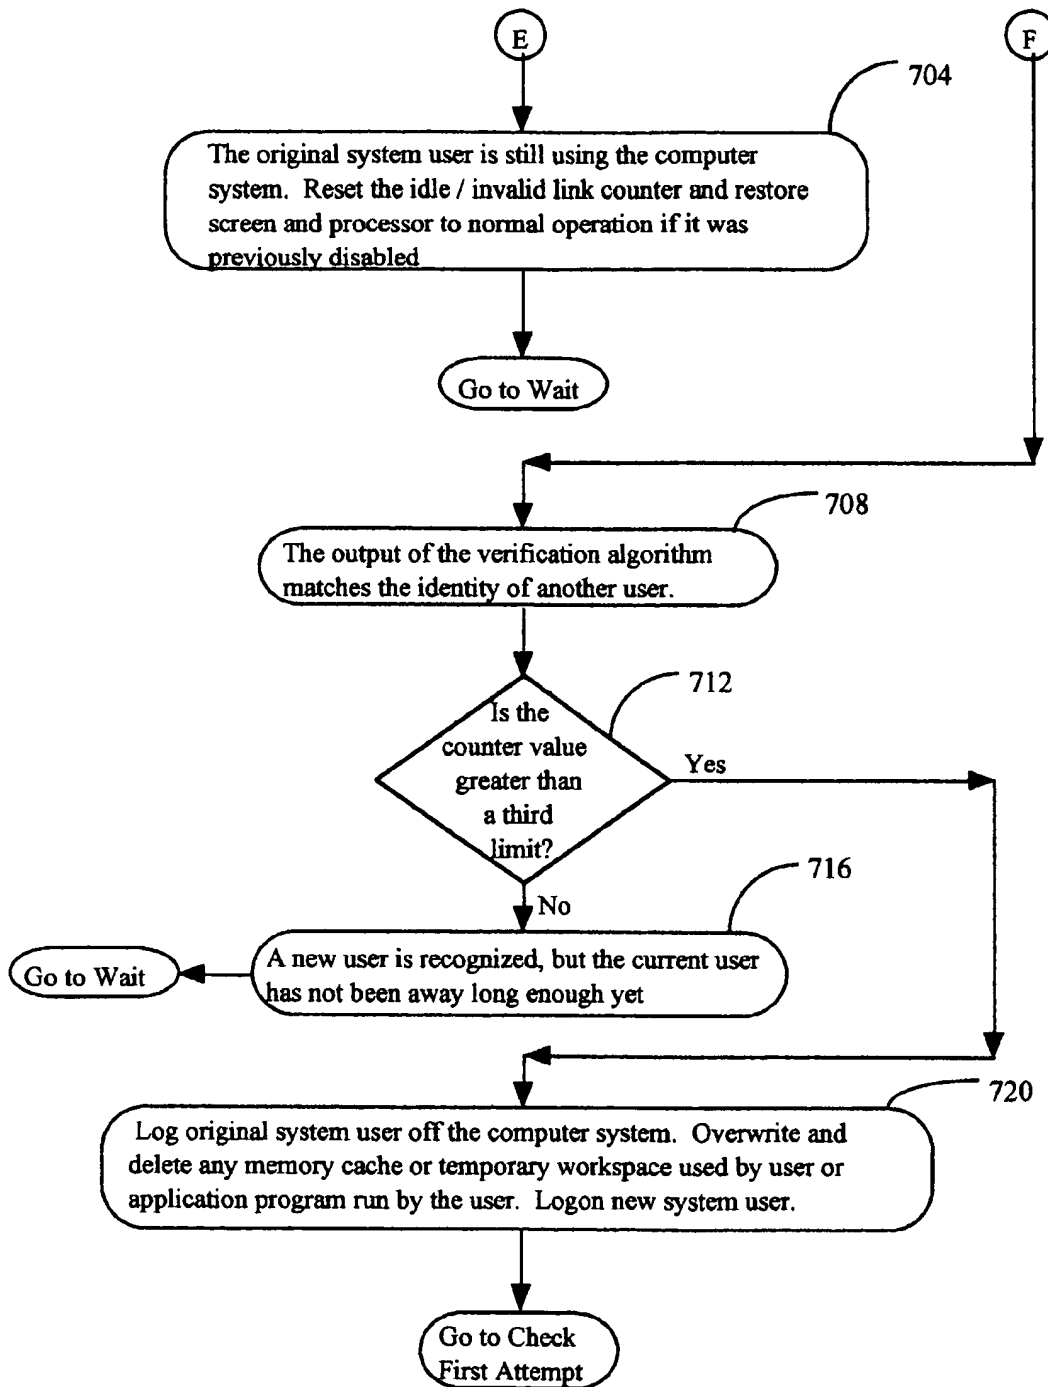 E
F
704
The original system user is still using the computer
system. Reset the idle / invalid link counter and restore
screen and processor to normal operation if it was
previously disabled
Go to Wait
708
The output of the verification algorithm
matches the identity of another user.
712
Is the
counter value
greater than
a third
limit?
Yes
No
716
A new user is recognized, but the current user
has not been away long enough yet
Go to Wait
720
Log original system user off the computer system. Overwrite and
delete any memory cache or temporary workspace used by user or
application program run by the user. Logon new system user.
Go to Check
First Attempt